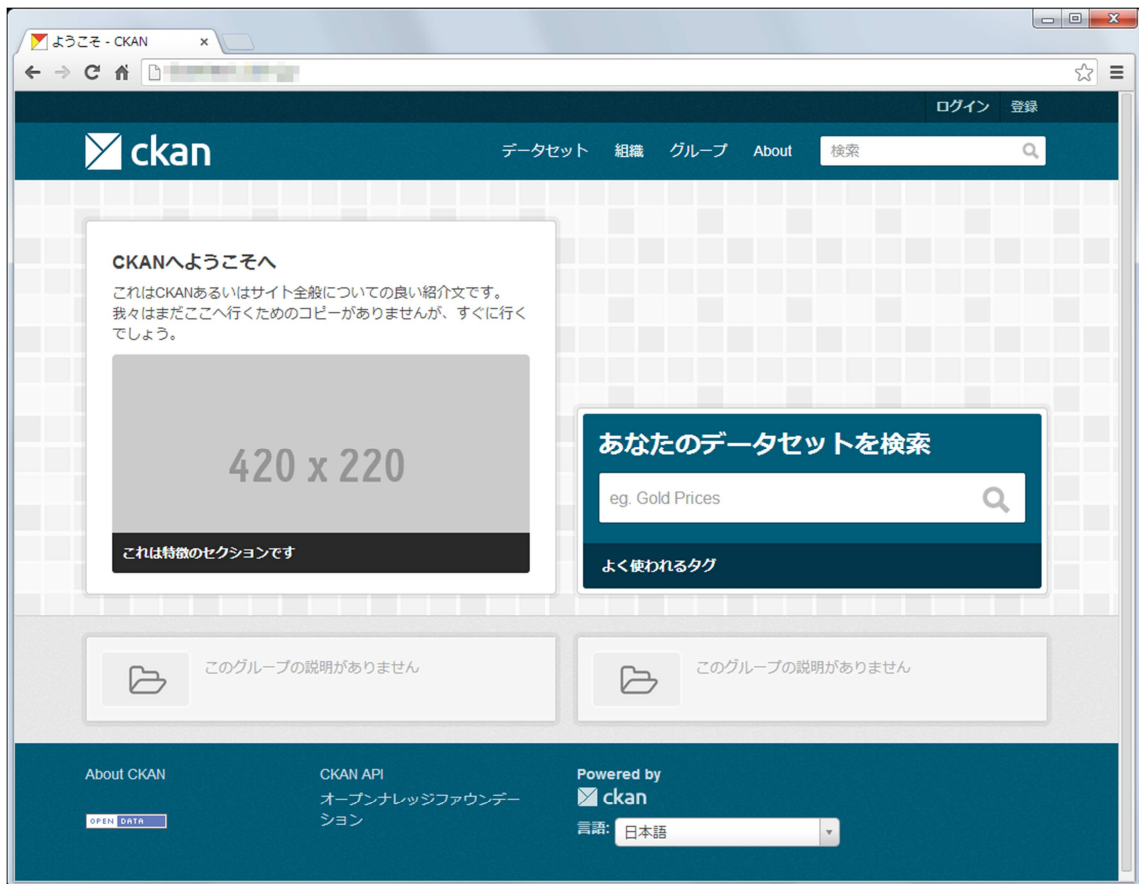 ようこそ - CKAN
ログイン 登録
ckan
データセット 組織 グループ About 検索
CKANへようこそへ
これはCKANあるいはサイト全般についての良い紹介文です。
我々はまだここへ行くためのコピーがありませんが、すぐに行く
でしょう。
420 x 220
これは特徴のセクションです
あなたのデータセットを検索
eg. Gold Prices
よく使われるタグ
このグループの説明がありません
このグループの説明がありません
About CKAN
OPEN DATA
CKAN API
オープンナレッジファウンデー
ション
Powered by
ckan
言語: 日本語